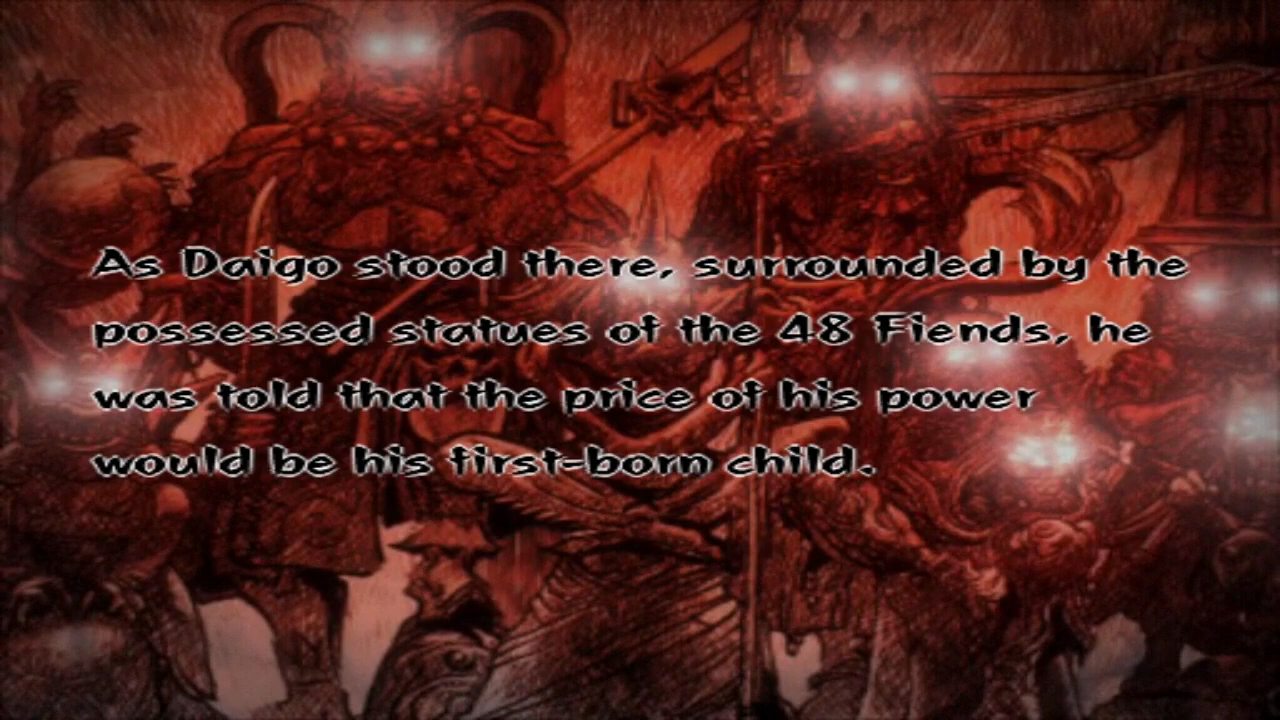 As Daigo stood there, surrounded by the
possessed statues of the 48 Fiends, he
was told that the price of his power
would be his first-born child.